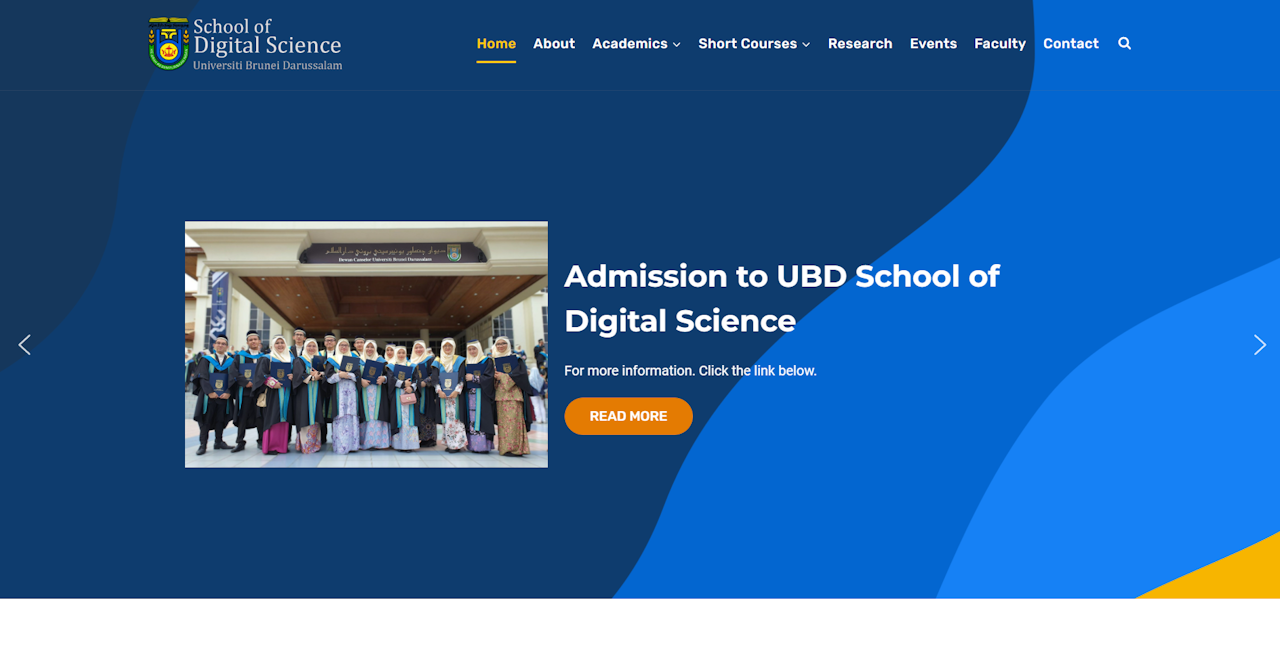 School of
Digital Science
Universiti Brunei Darussalam
Home
About
Academics
Short Courses
Research
Events
Faculty
Contact
Dewan Canselor Universiti Brunei Darussalam
Admission to UBD School of
Digital Science
For more information. Click the link below.
READ MORE